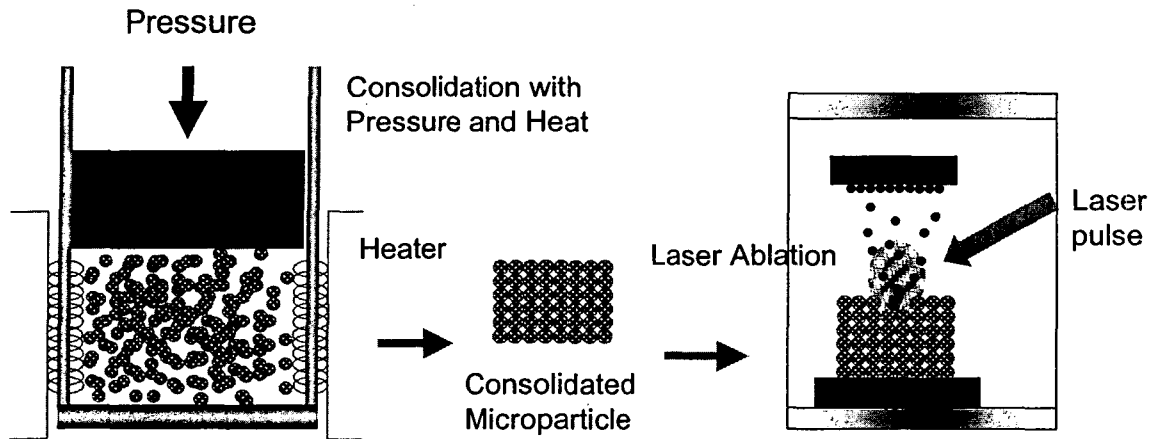 Pressure
Consolidation with
Pressure and Heat
Heater
Consolidated
Microparticle
Laser Ablation
Laser
pulse